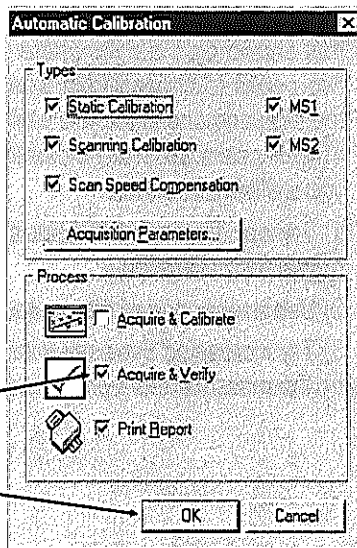 Automatic Calibration
Types
Static Calibration
MS1
Scanning Calibration
MS2
Scan Speed Compensation
Acquisition Parameters...
Process
Acquire & Calibrate
Acquire & Verify
Print Report
OK
Cancel